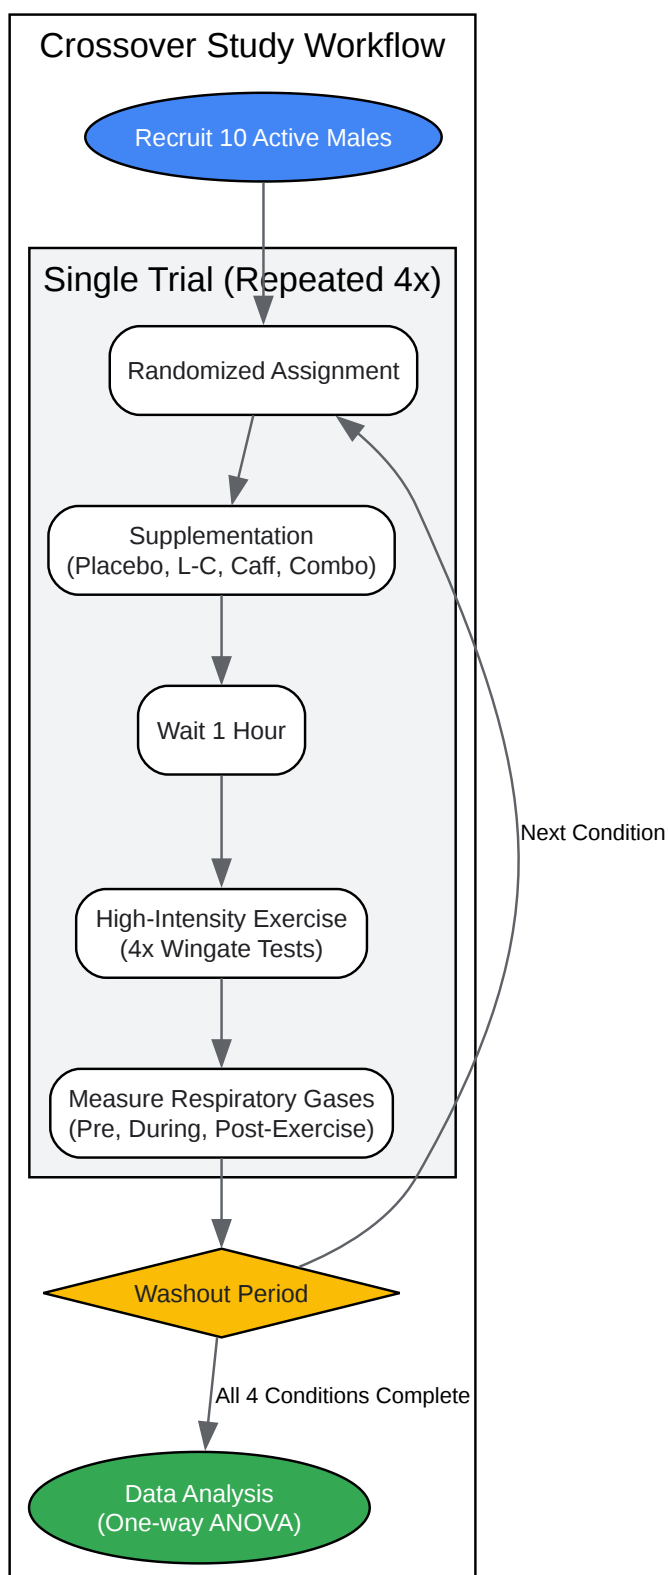 Crossover Study Workflow
Recruit 10 Active Males
Single Trial (Repeated 4x)
Randomized Assignment
Supplementation
(Placebo, L-C, Caff, Combo)
Wait 1 Hour
Next Condition
High-Intensity Exercise
(4x Wingate Tests)
Measure Respiratory Gases
(Pre, During, Post-Exercise)
Washout Period
All 4 Conditions Complete
Data Analysis
(One-way ANOVA)